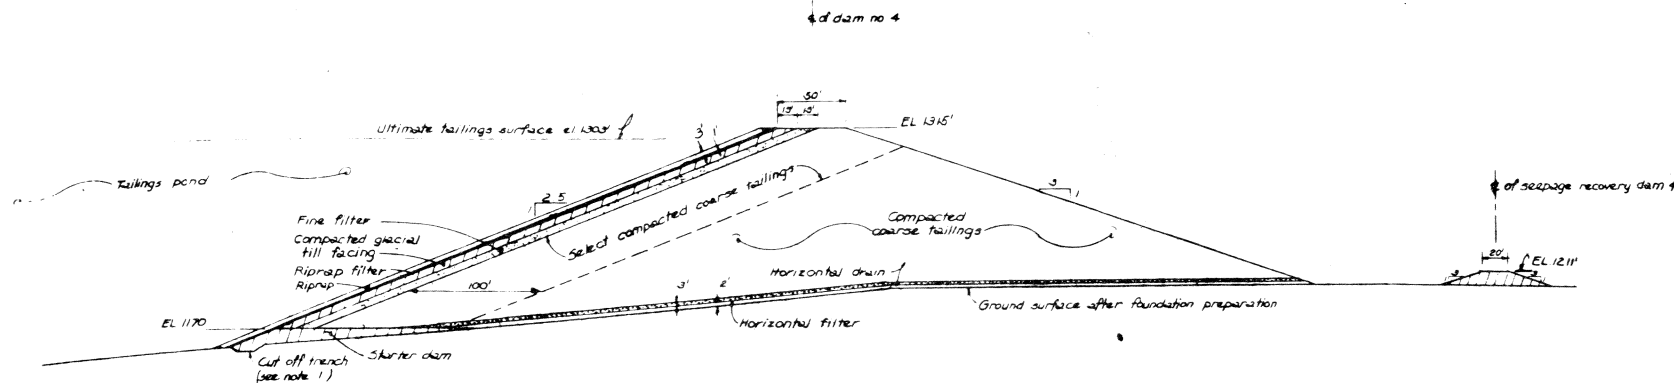 ℄ of dam no 4
50'
15' 15'
EL 1315'
Ultimate tailings surface el 1303'
3' 1'
Tailings pond
Select compacted coarse tailings
3
1
℄ of seepage recovery dam 4
2.5
1
Fine filter
Compacted glacial
till facing
Compacted
coarse tailings
20'
EL 1211'
3
3
Riprap filter
Riprap
Horizontal drain
100'
3'
2'
Ground surface after foundation preparation
EL 1170
Horizontal filter
Starter dam
Cut off trench
(see note 1)